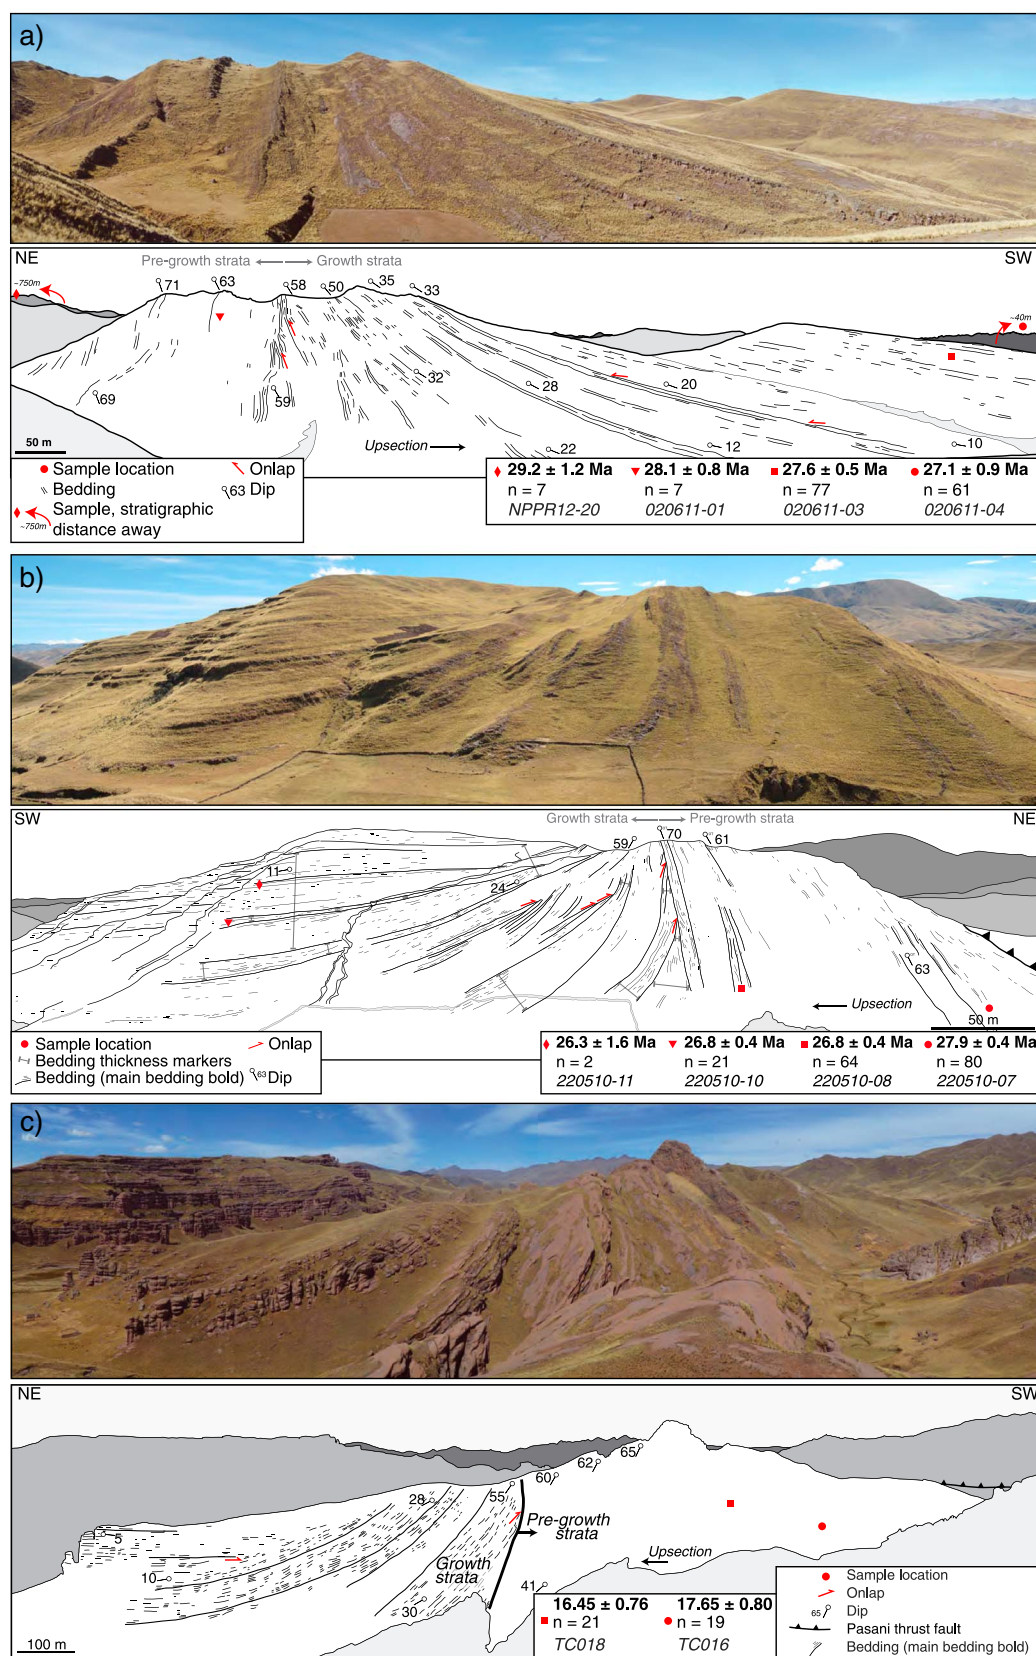 a)
NE
SW
Pre-growth strata
Growth strata
~750m
71
63
58
50
35
33
~40m
69
59
32
28
20
22
12
10
50 m
Upsection
Sample location
Onlap
Bedding
63 Dip
~750m
Sample, stratigraphic
distance away
29.2 ± 1.2 Ma
28.1 ± 0.8 Ma
27.6 ± 0.5 Ma
27.1 ± 0.9 Ma
n = 7
n = 7
n = 77
n = 61
NPPR12-20
020611-01
020611-03
020611-04
b)
SW
NE
Growth strata
Pre-growth strata
59
70
61
11
24
63
Upsection
50 m
Sample location
Onlap
Bedding thickness markers
Bedding (main bedding bold)
63 Dip
26.3 ± 1.6 Ma
26.8 ± 0.4 Ma
26.8 ± 0.4 Ma
27.9 ± 0.4 Ma
n = 2
n = 21
n = 64
n = 80
220510-11
220510-10
220510-08
220510-07
c)
NE
SW
65
62
60
55
28
5
10
30
41
Pre-growth
strata
Growth
strata
Upsection
100 m
16.45 ± 0.76
17.65 ± 0.80
n = 21
n = 19
TC018
TC016
Sample location
Onlap
65
Dip
Pasani thrust fault
Bedding (main bedding bold)